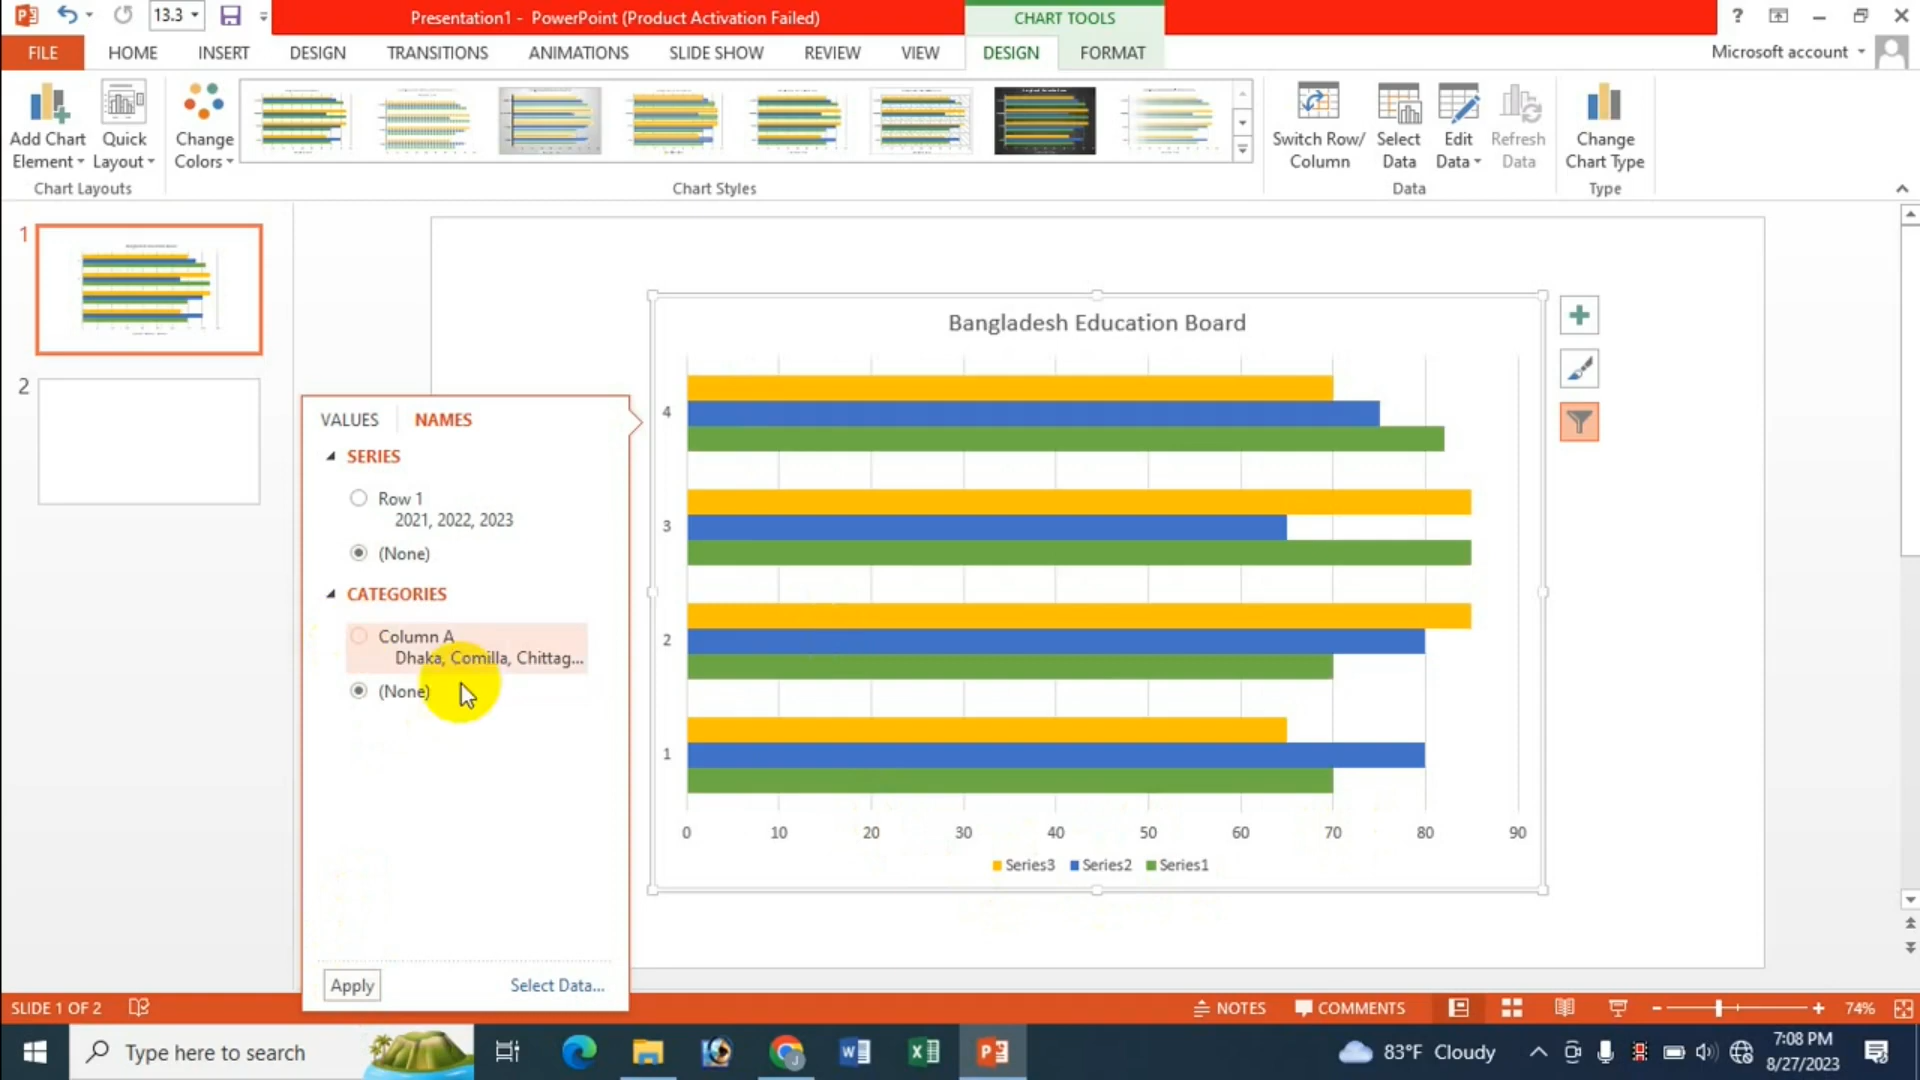 13.3
Presentation1 - PowerPoint (Product Activation Failed)
CHART TOOLS
?
FILE
HOME
INSERT
DESIGN
TRANSITIONS
ANIMATIONS
SLIDE SHOW
REVIEW
VIEW
DESIGN
FORMAT
Microsoft account
Add Chart
Element
Quick
Layout
Change
Colors
Switch Row/
Column
Select
Data
Edit
Data
Refresh
Data
Change
Chart Type
Chart Layouts
Chart Styles
Data
Type
1
2
VALUES
NAMES
SERIES
Row 1
2021, 2022, 2023
(None)
CATEGORIES
Column A
Dhaka, Comilla, Chittag...
(None)
Apply
Select Data...
Bangladesh Education Board
4
3
2
1
0 10 20 30 40 50 60 70 80 90
Series3 Series2 Series1
SLIDE 1 OF 2
NOTES
COMMENTS
74%
Type here to search
83°F Cloudy
7:08 PM
8/27/2023